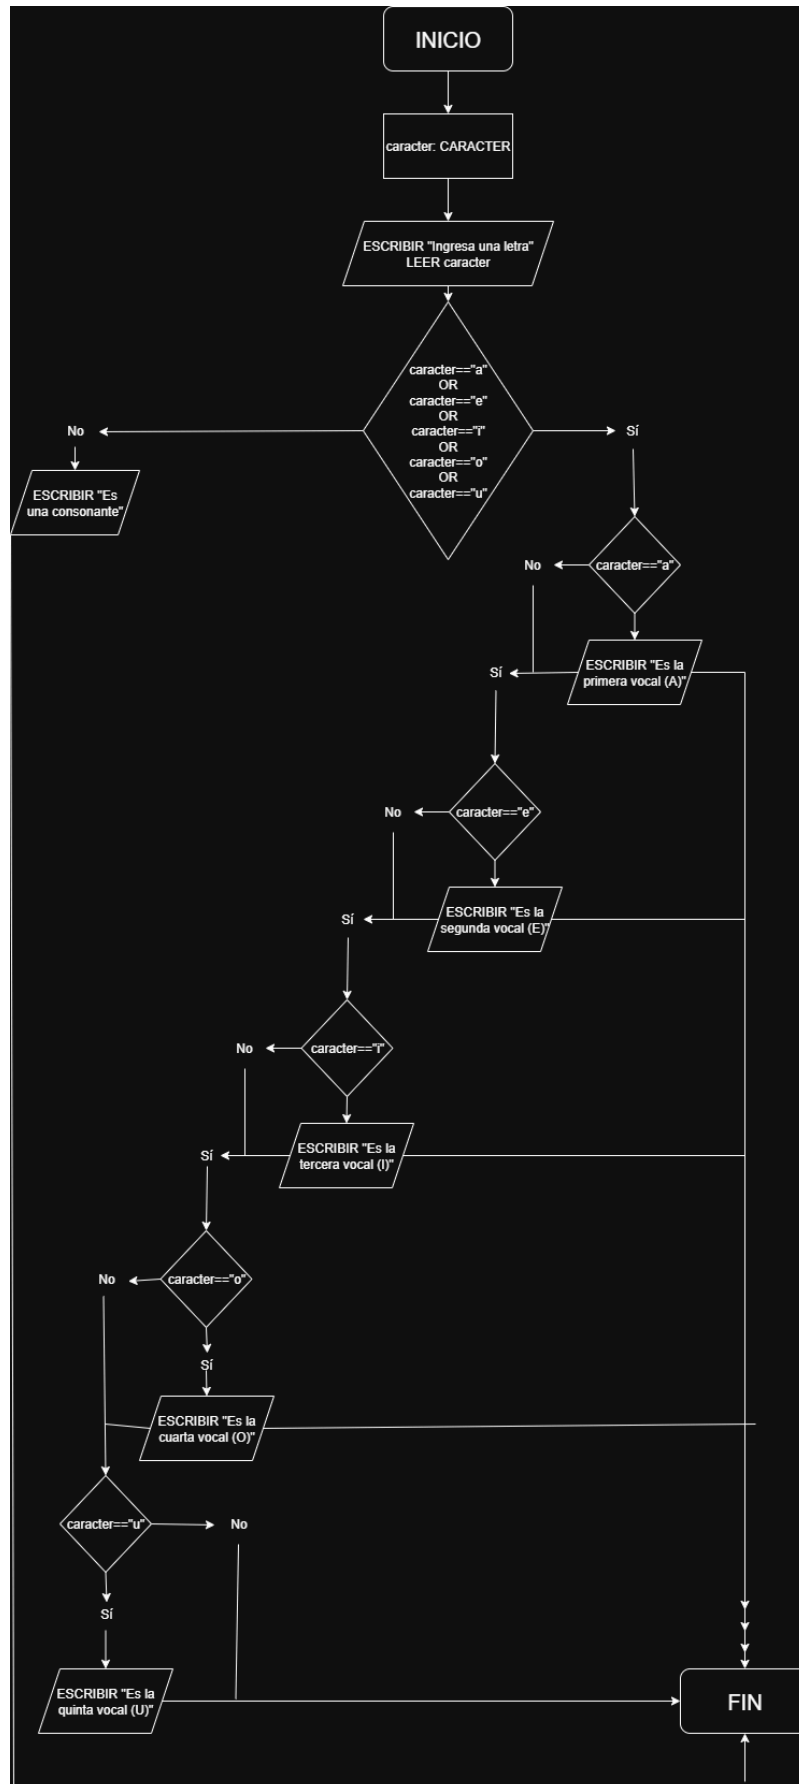 INICIO
caracter: CARACTER
ESCRIBIR "Ingresa una letra"
LEER caracter
caracter=="a"
OR
caracter=="e"
OR
caracter=="i"
OR
caracter=="o"
OR
caracter=="u"
No
Sí
ESCRIBIR "Es
una consonante"
caracter=="a"
No
ESCRIBIR "Es la
primera vocal (A)"
Sí
caracter=="e"
No
ESCRIBIR "Es la
segunda vocal (E)"
Sí
caracter=="i"
No
ESCRIBIR "Es la
tercera vocal (I)"
Sí
caracter=="o"
No
Sí
ESCRIBIR "Es la
cuarta vocal (O)"
caracter=="u"
No
Sí
ESCRIBIR "Es la
quinta vocal (U)"
FIN